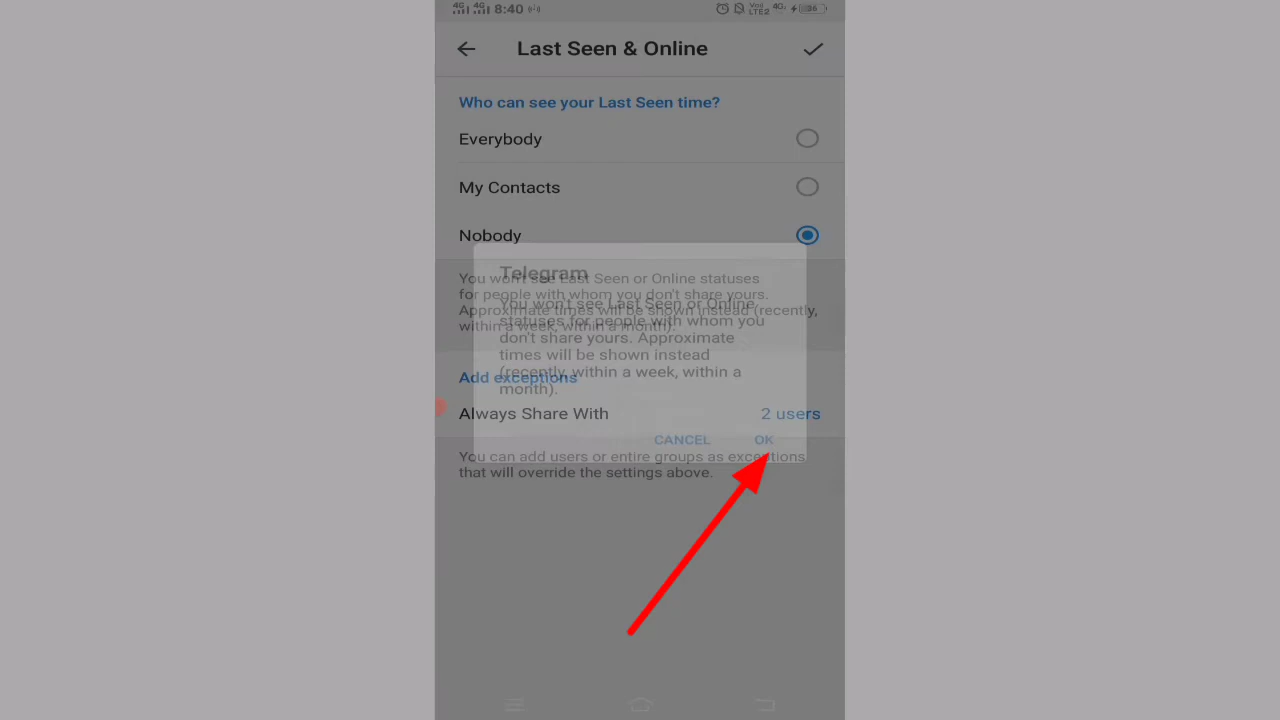 4G 4G 8:40
4G 36
Last Seen & Online
Who can see your Last Seen time?
Everybody
My Contacts
Nobody
You won't see Last Seen or Online statuses
for people with whom you don't share yours.
Approximate times will be shown instead (recently,
within a week, within a month).
Telegram
You won't see Last Seen or Online
statuses for people with whom you
don't share yours. Approximate
times will be shown instead
(recently, within a week, within a
month).
CANCEL OK
Add exceptions
Always Share With 2 users
You can add users or entire groups as exceptions
that will override the settings above.